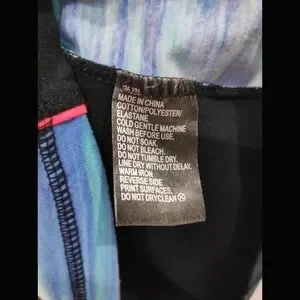 MADE IN CHINA
COTTON/POLYESTER/
ELASTANE
COLD GENTLE MACHINE
WASH BEFORE USE.
DO NOT SOAK.
DO NOT BLEACH.
DO NOT TUMBLE DRY.
LINE DRY WITHOUT DELAY.
WARM IRON
REVERSE SIDE
PRINT SURFACES.
DO NOT DRYCLEAN